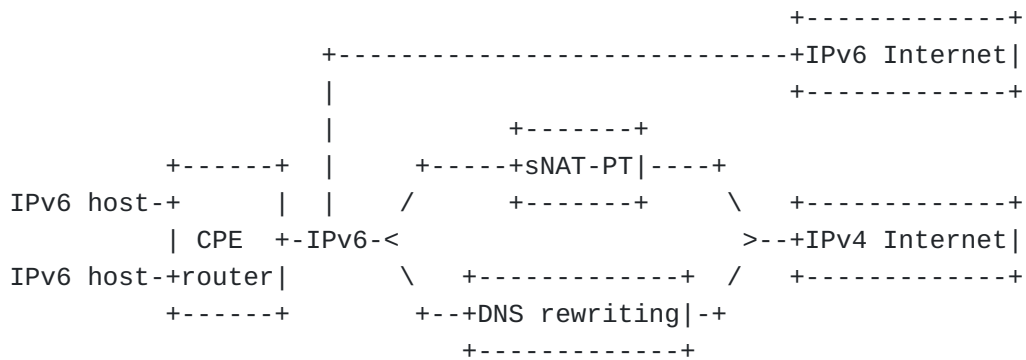 IPv6 Internet
sNAT-PT
IPv6 host
CPE IPv6 IPv4 Internet
IPv6 host router
DNS rewriting